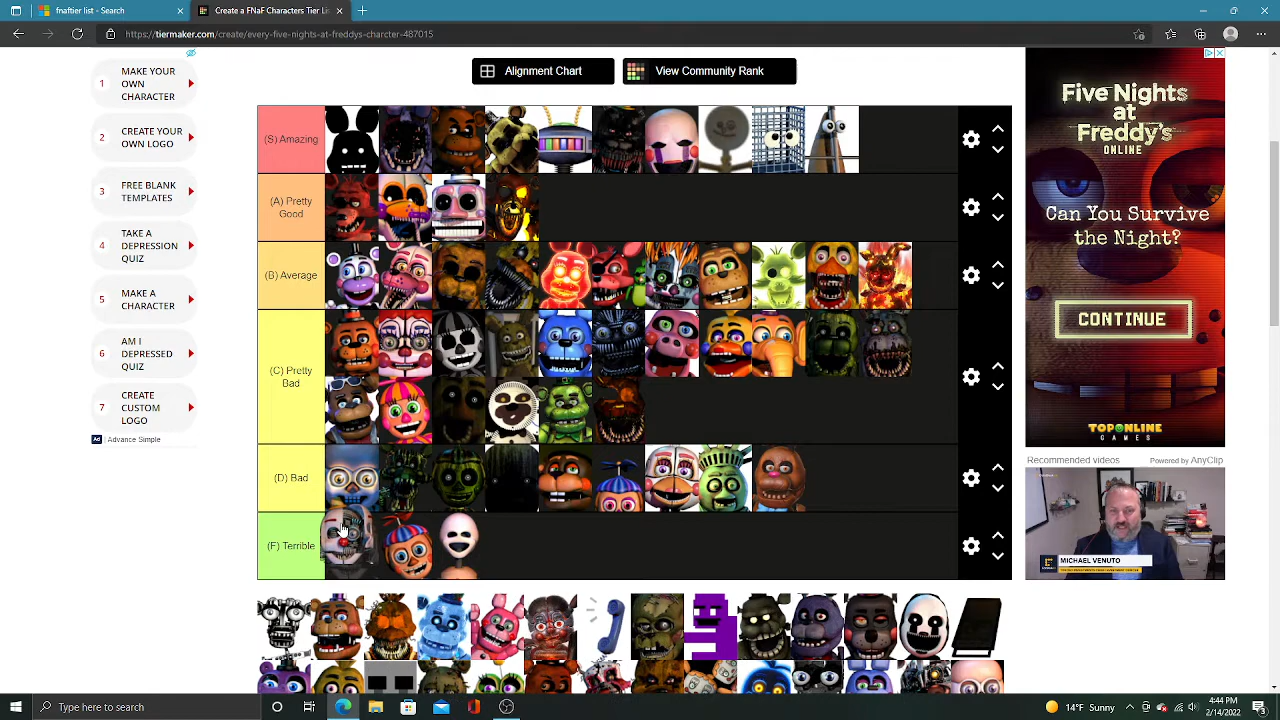 fnatier list - Search
Create a FNaF Characters Tier Li
https://tiermaker.com/create/every-five-nights-at-freddys-charcter-487015
1 MAKE YOUR
OWN
CHARACTER
2 CREATE YOUR
OWN LOGO
3 FREE BLANK
TEMPLATES
4 TAKE A
DEPRESSION
QUIZ
5 MAKE A
CHARACTER
6 AM I
DEPRESSED
QUIZ
7 CREATE
CUSTOM
LOGO
Ad Advance Simple
Alignment Chart
View Community Rank
(S) Amazing
(A) Pretty
Good
(B) Average
(C) Pretty
Bad
(D) Bad
(F) Terrible
Five Nights
at
Freddy's
ONLINE
Can You Survive
the Night?
CONTINUE
TOPONLINE
GAMES
Recommended videos
Powered by AnyClip
MICHAEL VENUTO
Type here to search
14°F Sunny
4:44 PM
2/14/2022